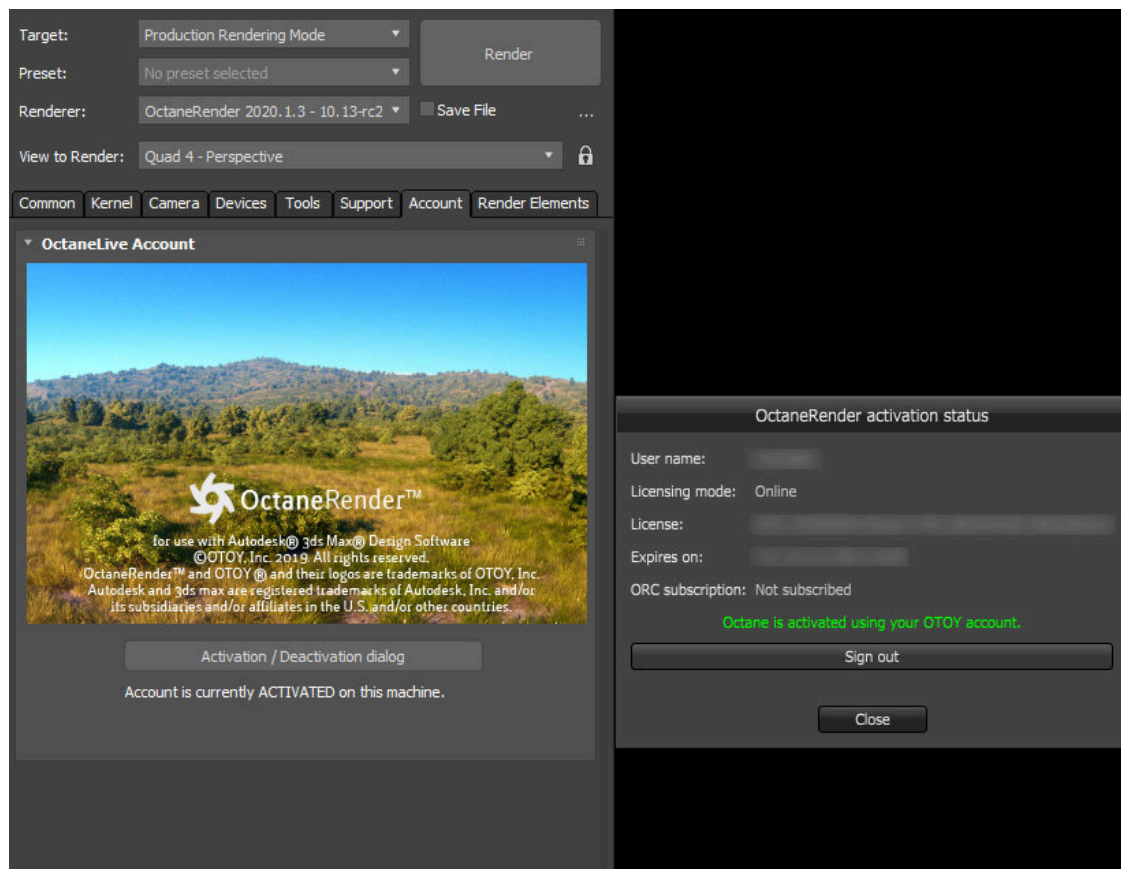 Target:
Production Rendering Mode
Render
Preset:
No preset selected
Renderer:
OctaneRender 2020.1.3 - 10.13-rc2
Save File
...
View to Render:
Quad 4 - Perspective
Common
Kernel
Camera
Devices
Tools
Support
Account
Render Elements
OctaneLive Account
OctaneRender™
for use with Autodesk® 3ds Max® Design Software
©OTOY, Inc. 2019. All rights reserved.
OctaneRender™ and OTOY ® and their logos are trademarks of OTOY, Inc.
Autodesk and 3ds max are registered trademarks of Autodesk, Inc. and/or
its subsidiaries and/or affiliates in the U.S. and/or other countries.
Activation / Deactivation dialog
Account is currently ACTIVATED on this machine.
OctaneRender activation status
User name:
Licensing mode: Online
License:
Expires on:
ORC subscription: Not subscribed
Octane is activated using your OTOY account.
Sign out
Close